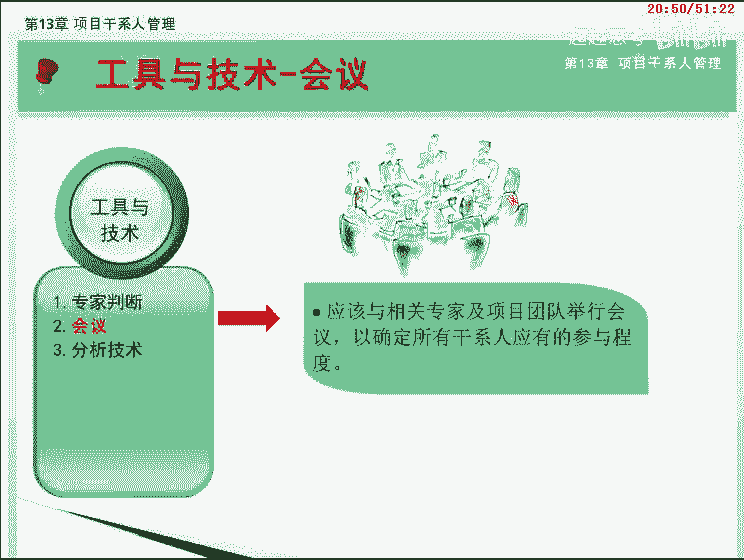 20:50/51:22
第13章 项目干系人管理
工具与技术-会议
第13章 项目干系人管理
工具与
技术
1. 专家判断
2. 会议
3. 分析技术
• 应该与相关专家及项目团队举行会
议，以确定所有干系人应有的参与程
度。